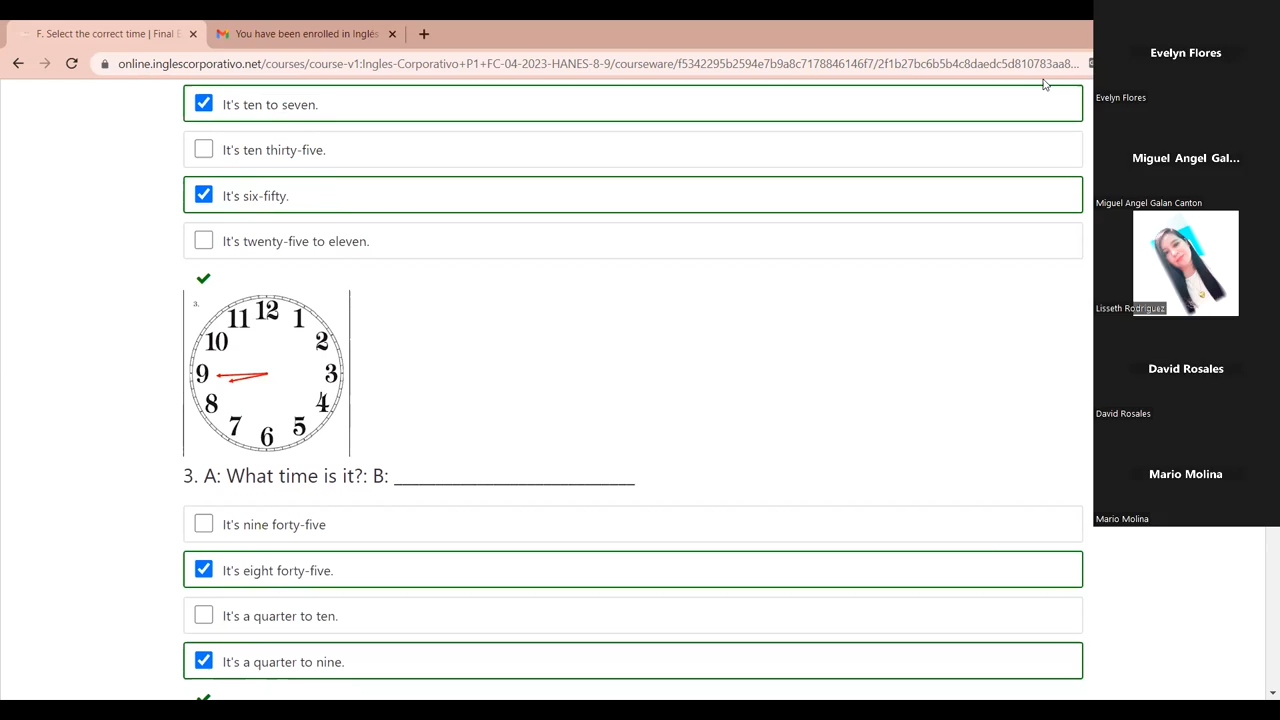 F. Select the correct time | Final E
You have been enrolled in Inglés
online.inglescorporativo.net/courses/course-v1:Ingles-Corporativo+P1+FC-04-2023-HANES-8-9/courseware/f5342295b2594e7b9a8c7178846146f7/2f1b27bc6b5b4c8daedc5d810783aa8...
It's ten to seven.
It's ten thirty-five.
It's six-fifty.
It's twenty-five to eleven.
3.
12
11 1
10 2
9 3
8 4
7 5
6
3. A: What time is it?: B: ________________________
It's nine forty-five
It's eight forty-five.
It's a quarter to ten.
It's a quarter to nine.
Evelyn Flores
Evelyn Flores
Miguel Angel Gal...
Miguel Angel Galan Canton
Lisseth Rodriguez
David Rosales
David Rosales
Mario Molina
Mario Molina